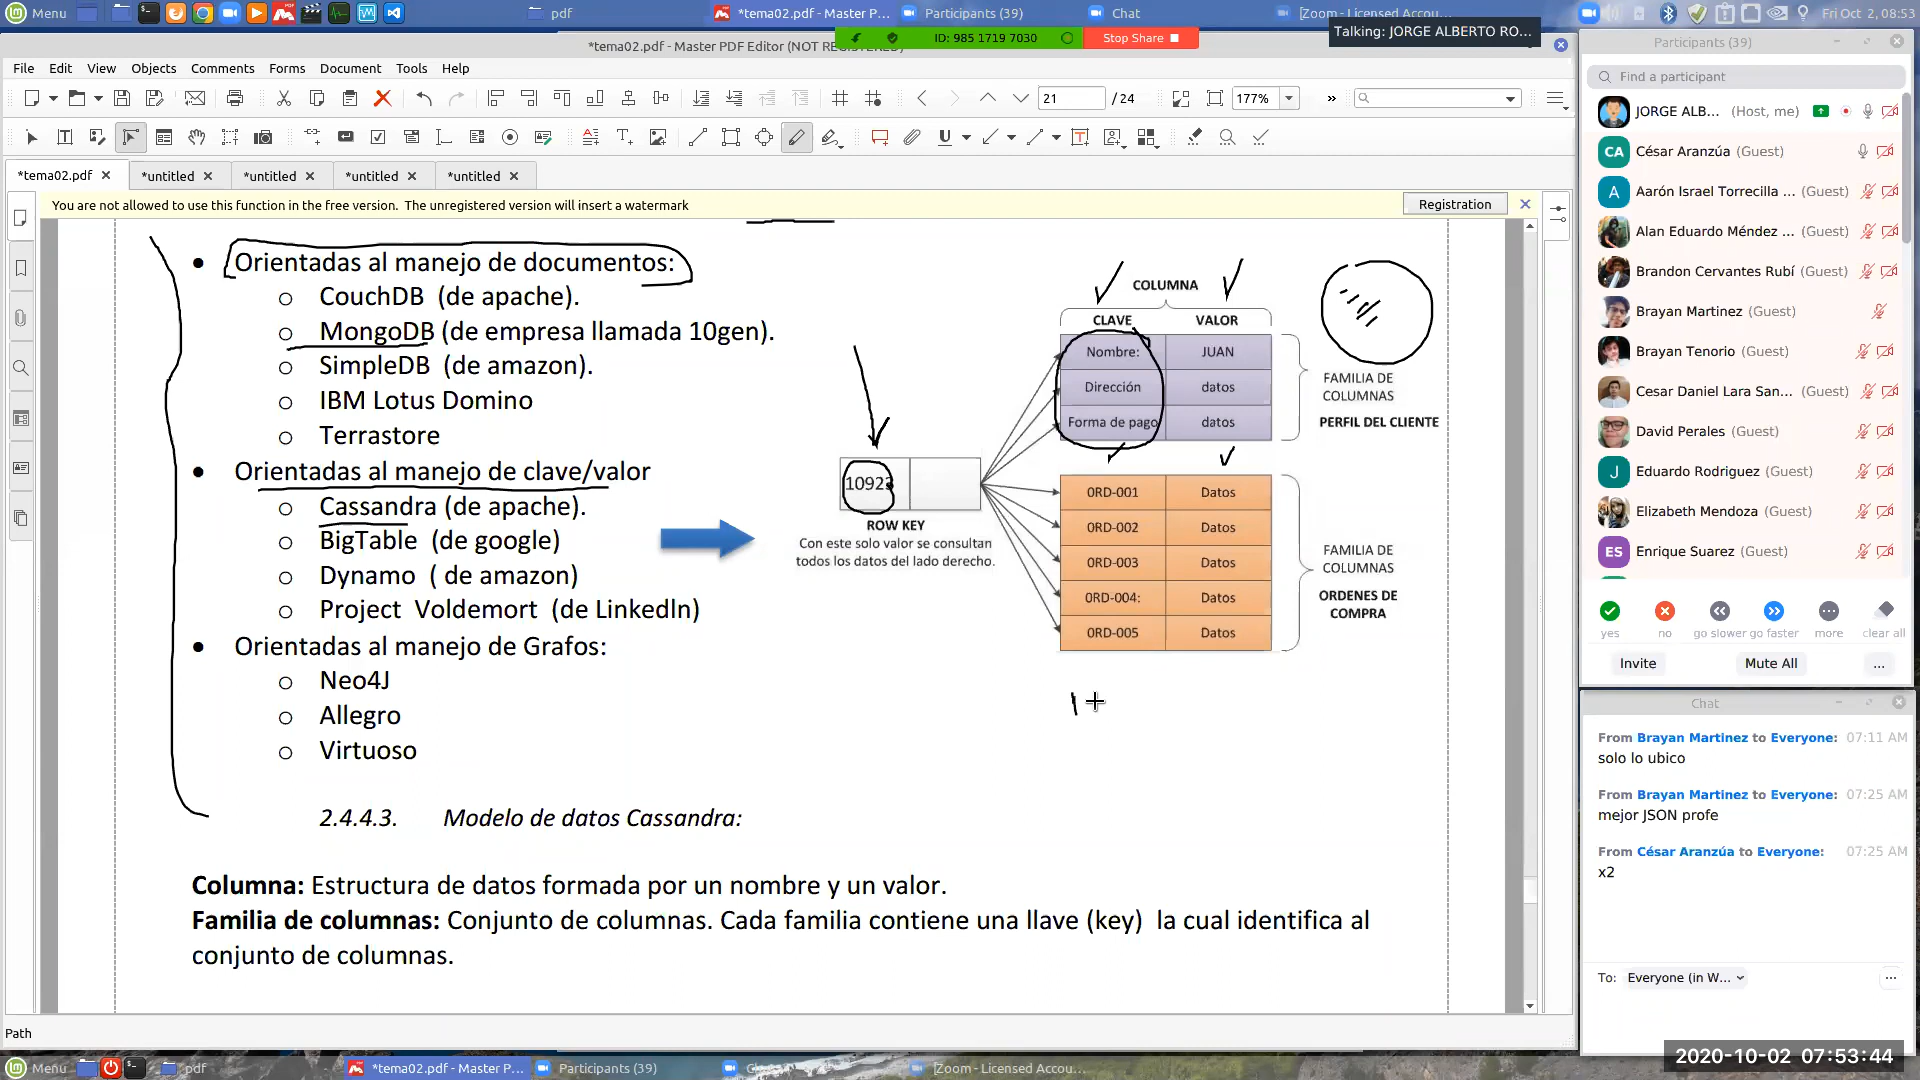 Menu
pdf
*tema02.pdf - Master P...
Participants (39)
Chat
[Zoom - Licensed Accou...
Fri Oct 2, 08:53
*tema02.pdf - Master PDF Editor (NOT REGISTERED)
ID: 985 1719 7030
Stop Share
Talking: JORGE ALBERTO RO...
File Edit View Objects Comments Forms Document Tools Help
21 / 24
177%
*tema02.pdf
*untitled
*untitled
*untitled
*untitled
You are not allowed to use this function in the free version. The unregistered version will insert a watermark
Registration
• Orientadas al manejo de documentos:
o CouchDB (de apache).
o MongoDB (de empresa llamada 10gen).
o SimpleDB (de amazon).
o IBM Lotus Domino
o Terrastore
• Orientadas al manejo de clave/valor
o Cassandra (de apache).
o BigTable (de google)
o Dynamo ( de amazon)
o Project Voldemort (de LinkedIn)
• Orientadas al manejo de Grafos:
o Neo4J
o Allegro
o Virtuoso
COLUMNA
CLAVE VALOR
Nombre: JUAN
Dirección datos
Forma de pago datos
FAMILIA DE
COLUMNAS
PERFIL DEL CLIENTE
10923
ROW KEY
Con este solo valor se consultan
todos los datos del lado derecho.
0RD-001 Datos
0RD-002 Datos
0RD-003 Datos
0RD-004: Datos
0RD-005 Datos
FAMILIA DE
COLUMNAS
ORDENES DE
COMPRA
2.4.4.3. Modelo de datos Cassandra:
Columna: Estructura de datos formada por un nombre y un valor.
Familia de columnas: Conjunto de columnas. Cada familia contiene una llave (key) la cual identifica al
conjunto de columnas.
Path
Participants (39)
Find a participant
JORGE ALB... (Host, me)
CA César Aranzúa (Guest)
A Aarón Israel Torrecilla ... (Guest)
Alan Eduardo Méndez ... (Guest)
Brandon Cervantes Rubí (Guest)
Brayan Martinez (Guest)
Brayan Tenorio (Guest)
Cesar Daniel Lara San... (Guest)
David Perales (Guest)
J Eduardo Rodriguez (Guest)
Elizabeth Mendoza (Guest)
ES Enrique Suarez (Guest)
yes no go slower go faster more clear all
Invite Mute All ...
Chat
From Brayan Martinez to Everyone: 07:11 AM
solo lo ubico
From Brayan Martinez to Everyone: 07:25 AM
mejor JSON profe
From César Aranzúa to Everyone: 07:25 AM
x2
To: Everyone (in W...
Menu
pdf
*tema02.pdf - Master P...
Participants (39)
[Zoom - Licensed Accou...
2020-10-02 07:53:44